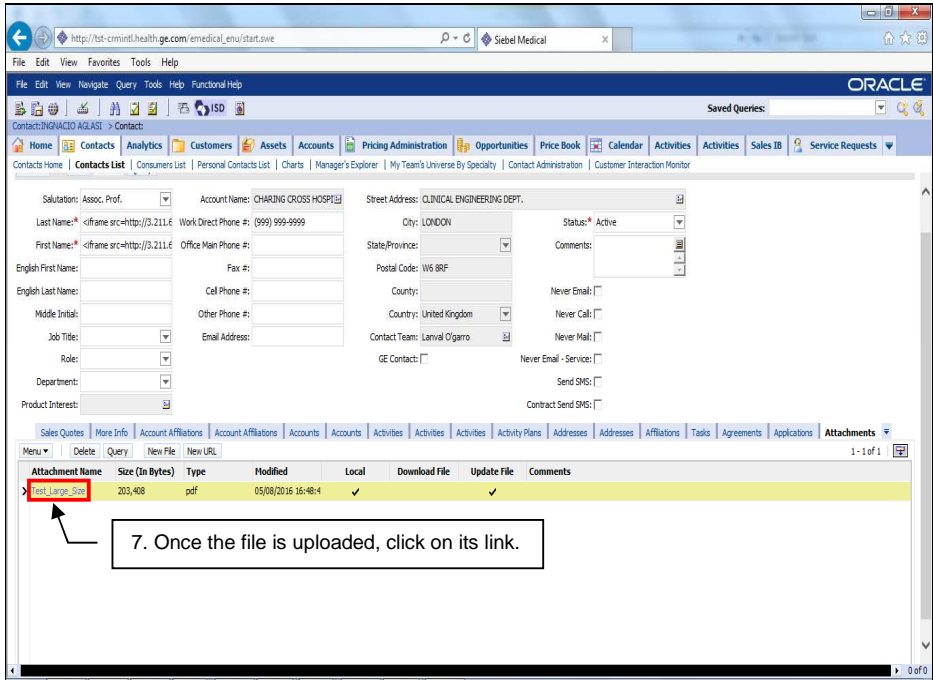 http://tst-crmintl.health.ge.com/emedical_enu/start.swe
Siebel Medical
File Edit View Favorites Tools Help
File Edit View Navigate Query Tools Help Functional Help
ORACLE
ISD
Saved Queries:
Contact:INGNACIO AGLASI > Contact:
Home Contacts Analytics Customers Assets Accounts Pricing Administration Opportunities Price Book Calendar Activities Activities Sales IB Service Requests
Contacts Home | Contacts List | Consumers List | Personal Contacts List | Charts | Manager's Explorer | My Team's Universe By Specialty | Contact Administration | Customer Interaction Monitor
Salutation: Assoc. Prof. Account Name: CHARING CROSS HOSPI Street Address: CLINICAL ENGINEERING DEPT.
Last Name:* <iframe src=http://3.211.6 Work Direct Phone #: (999) 999-9999 City: LONDON Status:* Active
First Name:* <iframe src=http://3.211.6 Office Main Phone #: State/Province: Comments:
English First Name: Fax #: Postal Code: W6 8RF
English Last Name: Cell Phone #: County: Never Email:
Middle Initial: Other Phone #: Country: United Kingdom Never Call:
Job Title: Email Address: Contact Team: Lanval O'garro Never Mail:
Role: GE Contact: Never Email - Service:
Department: Send SMS:
Product Interest: Contract Send SMS:
Sales Quotes | More Info | Account Affiliations | Account Affiliations | Accounts | Accounts | Activities | Activities | Activities | Activity Plans | Addresses | Addresses | Affiliations | Tasks | Agreements | Applications | Attachments
Menu Delete Query New File New URL 1 - 1 of 1
Attachment Name Size (In Bytes) Type Modified Local Download File Update File Comments
Test_Large_Size 203,408 pdf 05/08/2016 16:48:4
7. Once the file is uploaded, click on its link.
0 of 0